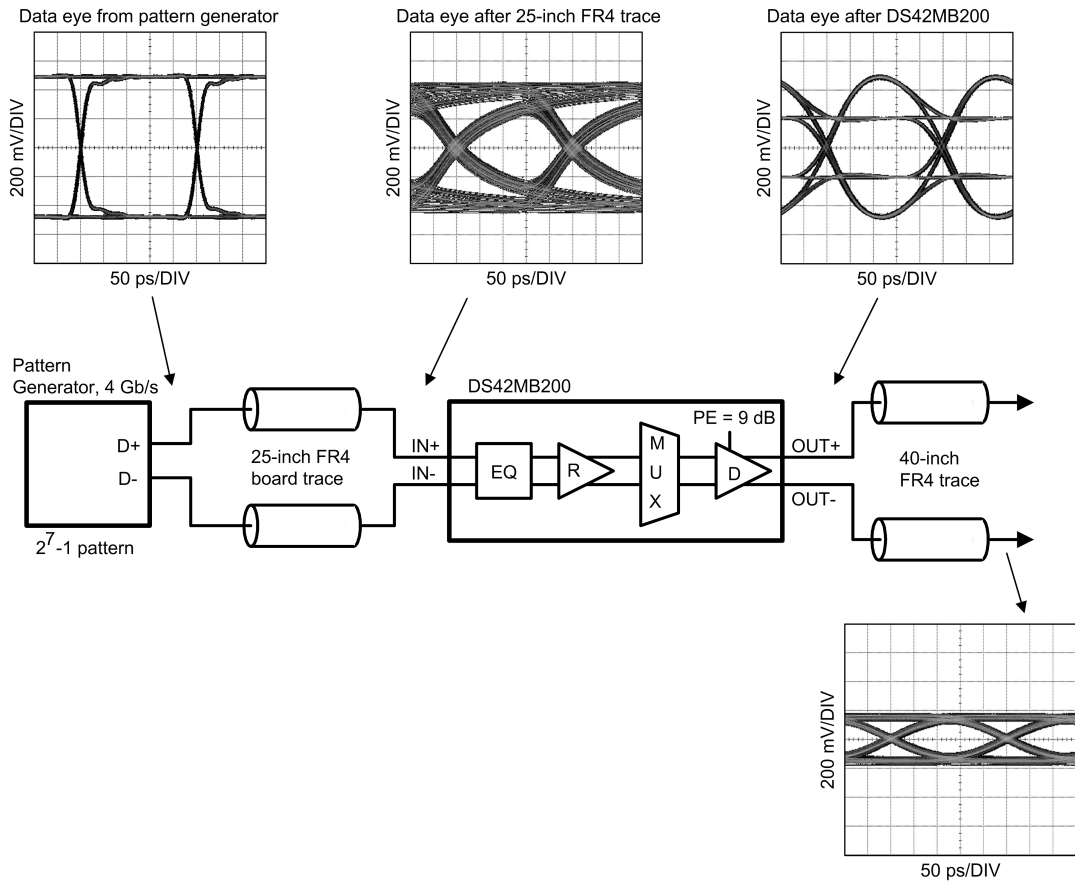 Data eye from pattern generator
Data eye after 25-inch FR4 trace
Data eye after DS42MB200
200 mV/DIV
200 mV/DIV
200 mV/DIV
50 ps/DIV
50 ps/DIV
50 ps/DIV
Pattern
Generator, 4 Gb/s
DS42MB200
D+
D-
25-inch FR4
board trace
IN+
IN-
EQ
R
M
U
X
PE = 9 dB
D
OUT+
OUT-
40-inch
FR4 trace
2⁷-1 pattern
200 mV/DIV
50 ps/DIV